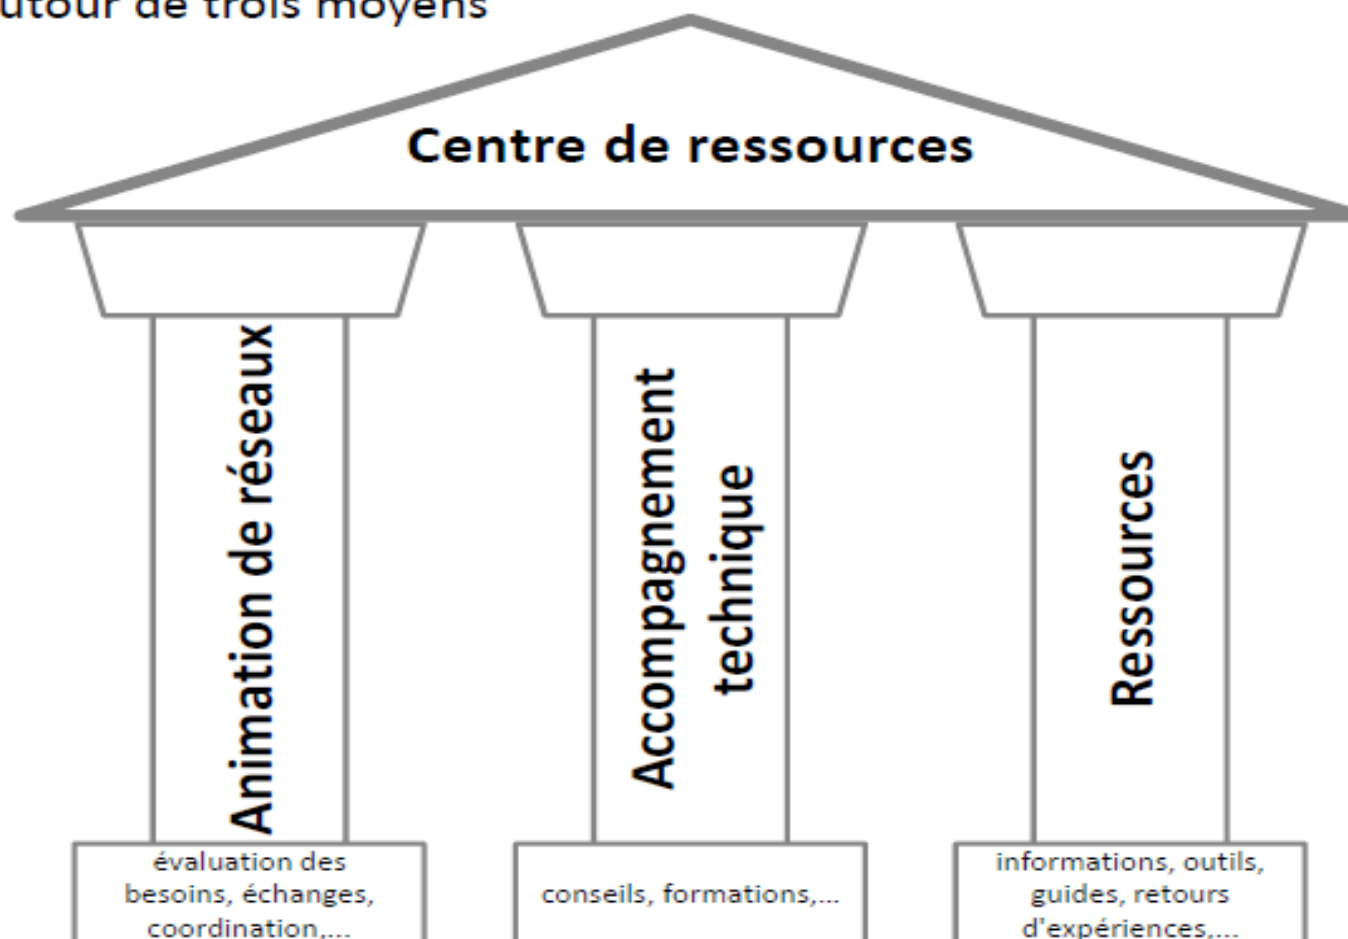 utour de trois moyens
Centre de ressources
Animation de réseaux
Accompagnement
technique
Ressources
évaluation des
besoins, échanges,
coordination,...
conseils, formations,...
informations, outils,
guides, retours
d'expériences,...